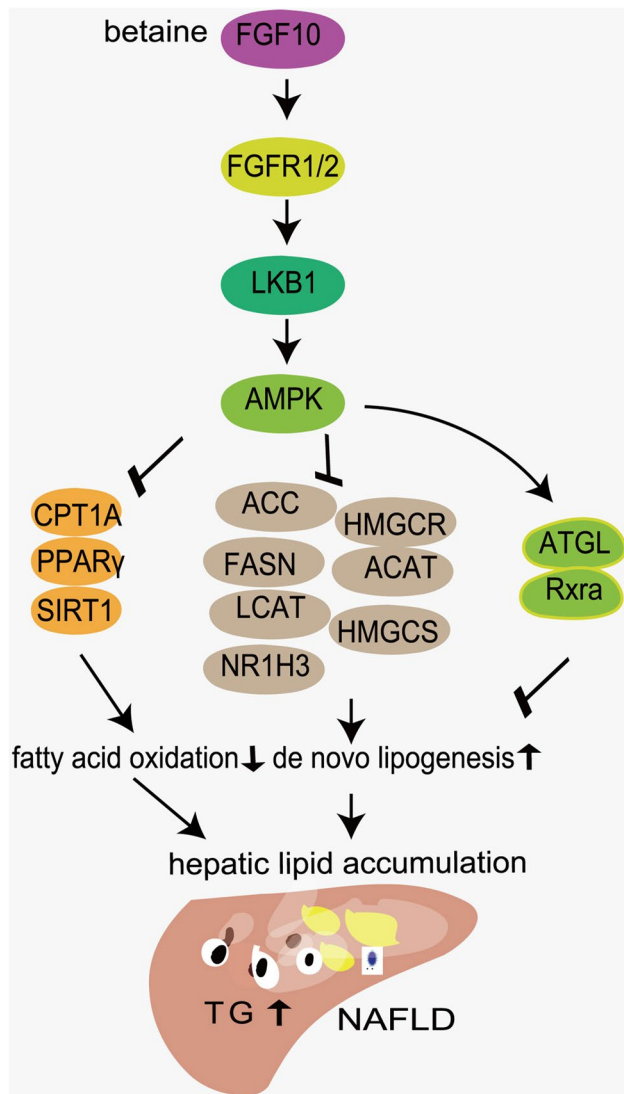 betaine FGF10
FGFR1/2
LKB1
AMPK
CPT1A
PPARγ
SIRT1
ACC
FASN
LCAT
NR1H3
HMGCR
ACAT
HMGCS
ATGL
Rxra
fatty acid oxidation↓ de novo lipogenesis↑
hepatic lipid accumulation
TG ↑ NAFLD